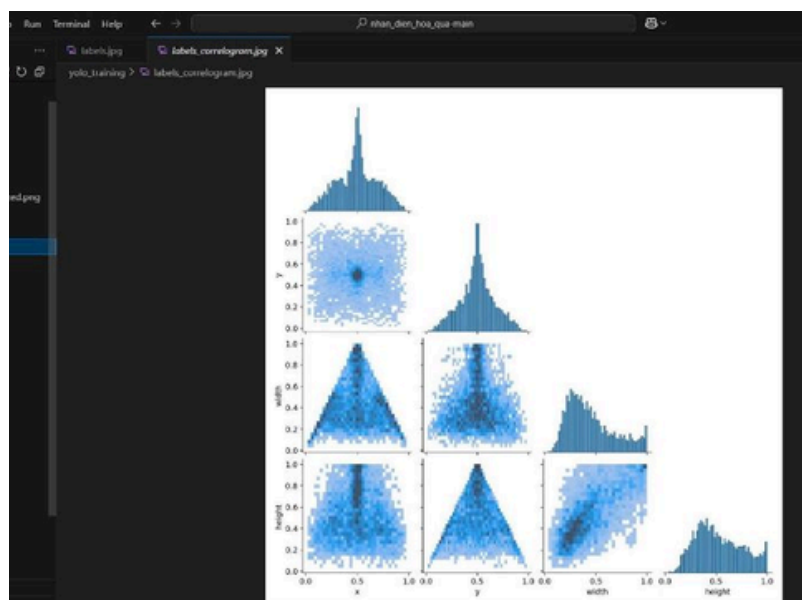 Run Terminal Help nhan_dien_hoa_qua-main
labels.jpg labels_correlogram.jpg
yolo_training > labels_correlogram.jpg
ed.png
1.0
0.8
0.6
y
0.4
0.2
0.0
1.0
0.8
0.6
width
0.4
0.2
0.0
1.0
0.8
0.6
height
0.4
0.2
0.0
0.0 0.5 1.0 0.0 0.5 1.0 0.0 0.5 1.0 0.0 0.5 1.0
x y width height